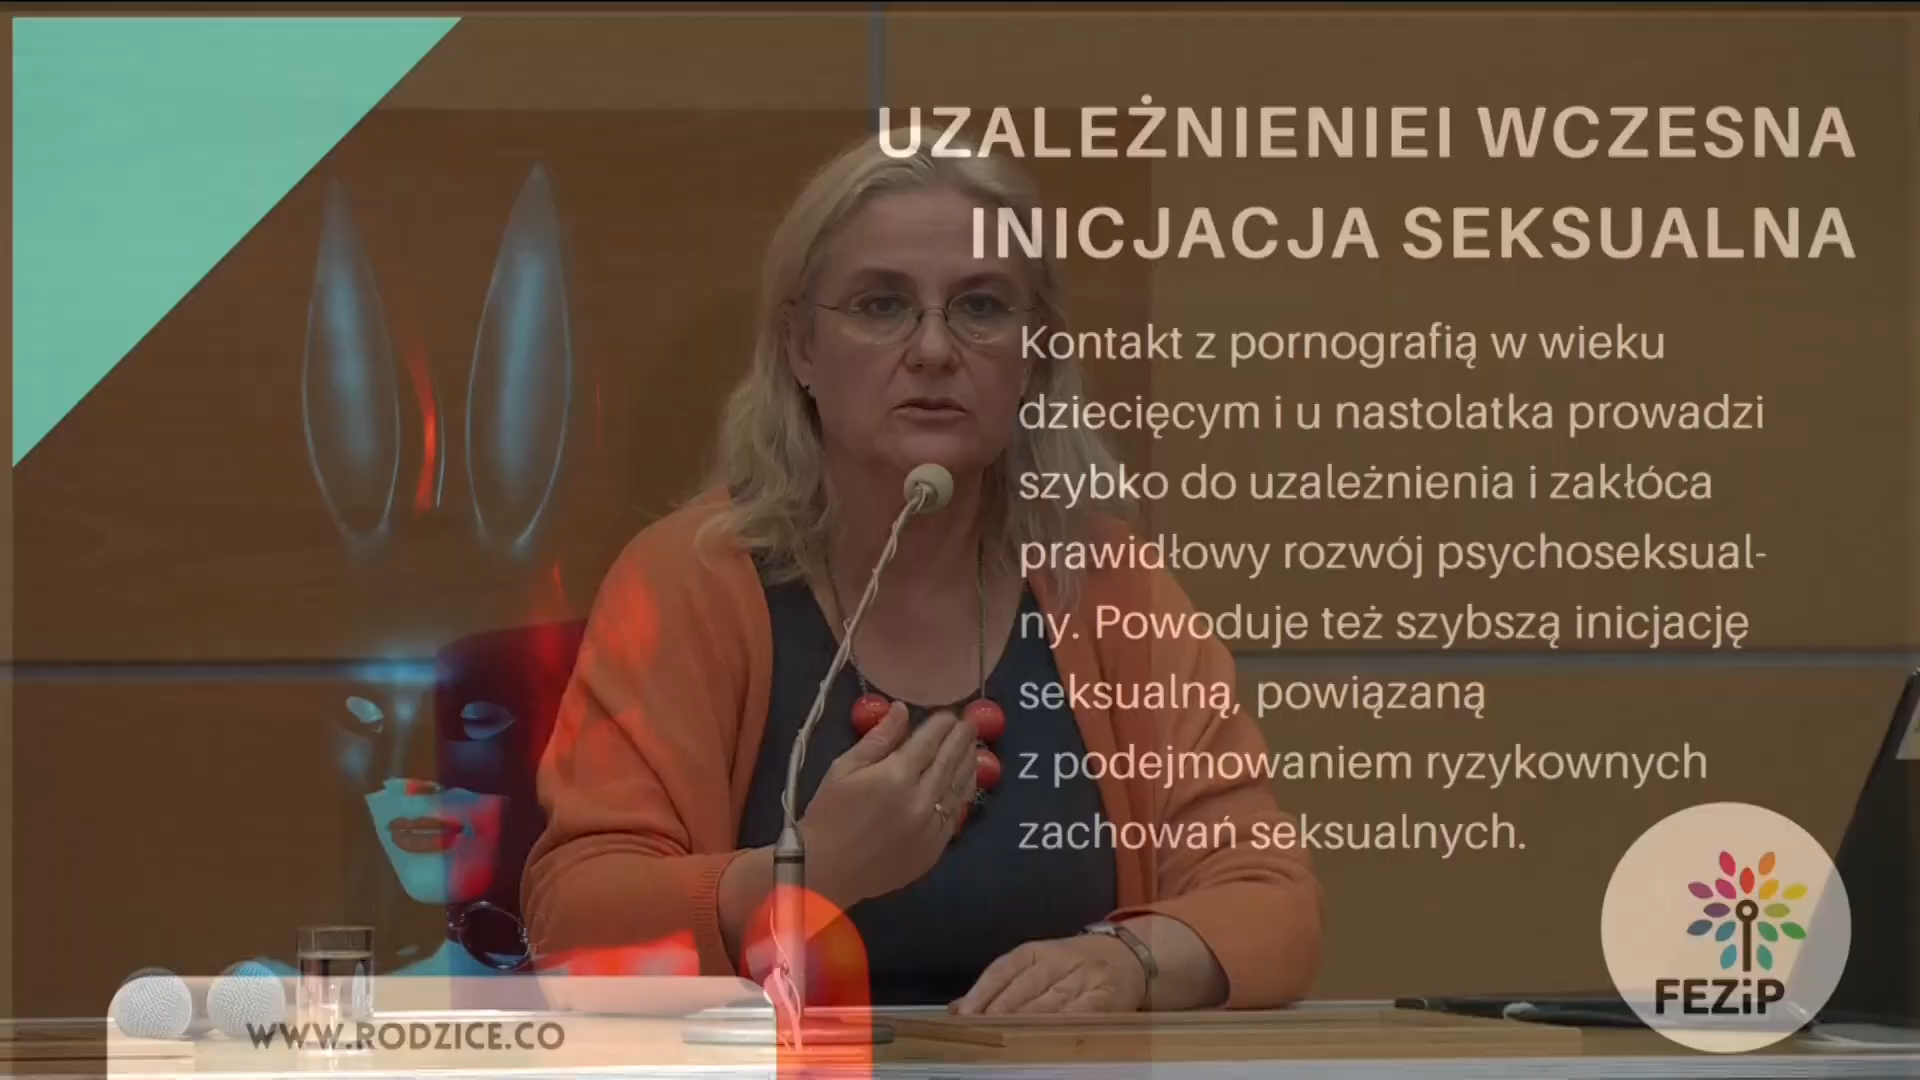 UZALEŻNIENIEI WCZESNA
INICJACJA SEKSUALNA
Kontakt z pornografią w wieku
dziecięcym i u nastolatka prowadzi
szybko do uzależnienia i zakłóca
prawidłowy rozwój psychoseksual-
ny. Powoduje też szybszą inicjację
seksualną, powiązaną
z podejmowaniem ryzykownych
zachowań seksualnych.
FEZiP
WWW.RODZICE.CO